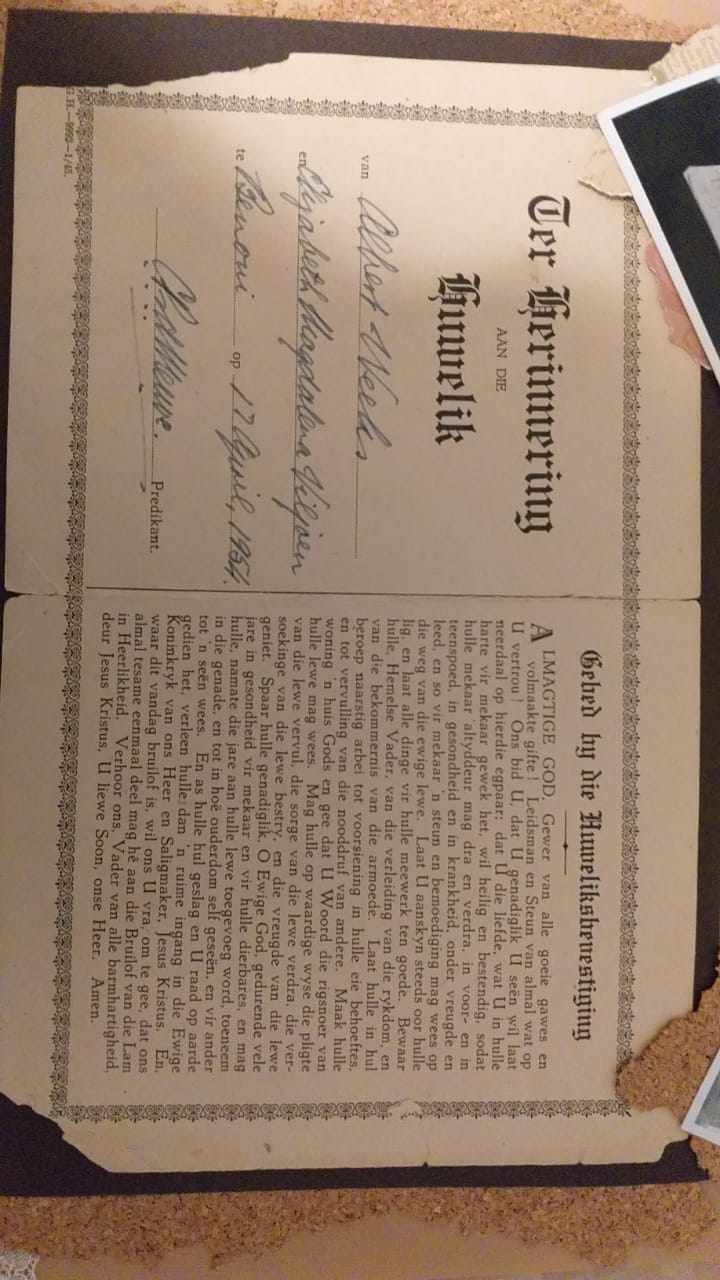 Ter Herinnering
AAN DIE
Huwelik
van Albert Weeks
en Elizabeth Magdalena Viljoen
te Benoni op 17 April, 1954.
Predikant.
G.H.—9992—1/45.
Gebed by die Huweliksbevestiging
ALMAGTIGE GOD, Gewer van alle goeie gawes en
volmaakte gifte! Leidsman en Steun van almal wat op
U vertrou! Ons bid U, dat U genadiglik U seën wil laat
neerdaal op hierdie egpaar; dat U die liefde, wat U in hulle
harte vir mekaar gewek het, wil heilig en bestendig, sodat
hulle mekaar altyddeur mag dra en verdra, in voor- en in
teenspoed, in gesondheid en in krankheid, onder vreugde en
leed, en so vir mekaar 'n steun en bemoediging mag wees op
die weg van die ewige lewe. Laat U aanskyn steeds oor hulle
lig, en laat alle dinge vir hulle meewerk ten goede. Bewaar
hulle, Hemelse Vader, van die verleiding van die rykdom, en
van die bekommernis van die armoede. Laat hulle in hul
beroep naarstig arbei tot voorsiening in hulle eie behoeftes,
en tot vervulling van die nooddruf van andere. Maak hulle
woning 'n huis Gods en gee dat U Woord die rigsnoer van
hulle lewe mag wees. Mag hulle op waardige wyse die pligte
van die lewe vervul, die sorge van die lewe verdra, die ver-
soekinge van die lewe bestry, en die vreugde van die lewe
geniet. Spaar hulle genadiglik, O Ewige God, gedurende vele
jare in gesondheid vir mekaar en vir hulle dierbares, en mag
hulle, namate die jare aan hulle lewe toegevoeg word, toeneem
in die genade, en tot in hoë ouderdom self geseën, en vir ander
tot 'n seën wees. En as hulle hul geslag en U raad op aarde
gedien het, verleen hulle dan 'n ruime ingang in die Ewige
Koninkryk van ons Heer en Saligmaker, Jesus Kristus. En,
waar dit vandag bruilof is, wil ons U vra, om te gee, dat ons
almal tesame eenmaal deel mag hê aan die Bruilof van die Lam
in Heerlikheid. Verhoor ons, Vader van alle barmhartigheid,
deur Jesus Kristus, U liewe Soon, onse Heer. Amen.